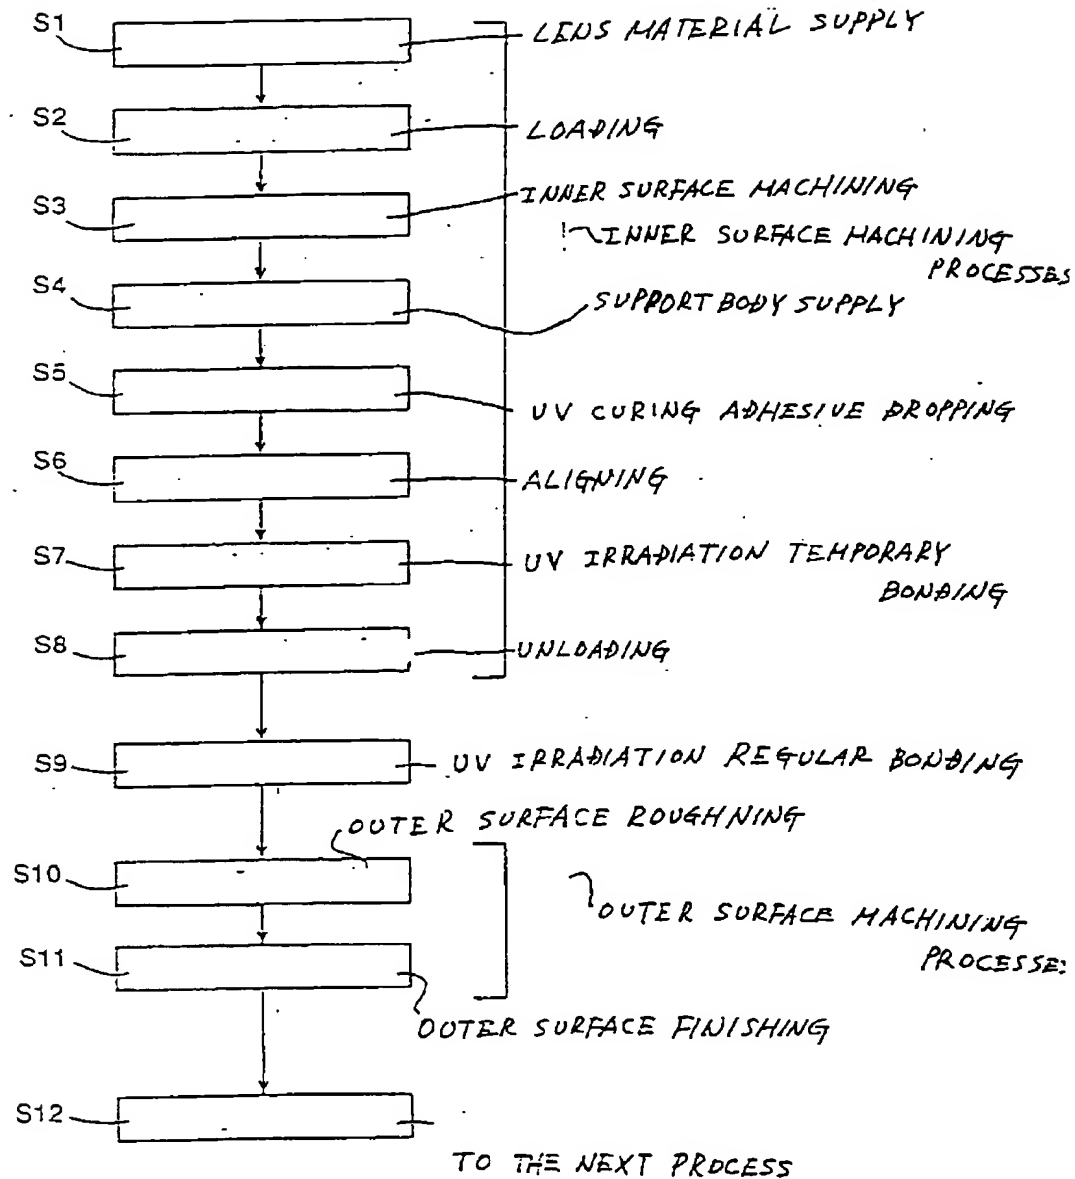 S1
LENS MATERIAL SUPPLY
S2
LOADING
S3
INNER SURFACE MACHINING
INNER SURFACE MACHINING
PROCESSES
S4
SUPPORT BODY SUPPLY
S5
UV CURING ADHESIVE DROPPING
S6
ALIGNING
S7
UV IRRADIATION TEMPORARY
BONDING
S8
UNLOADING
S9
UV IRRADIATION REGULAR BONDING
OUTER SURFACE ROUGHNING
S10
OUTER SURFACE MACHINING
PROCESSE
S11
OUTER SURFACE FINISHING
S12
TO THE NEXT PROCESS